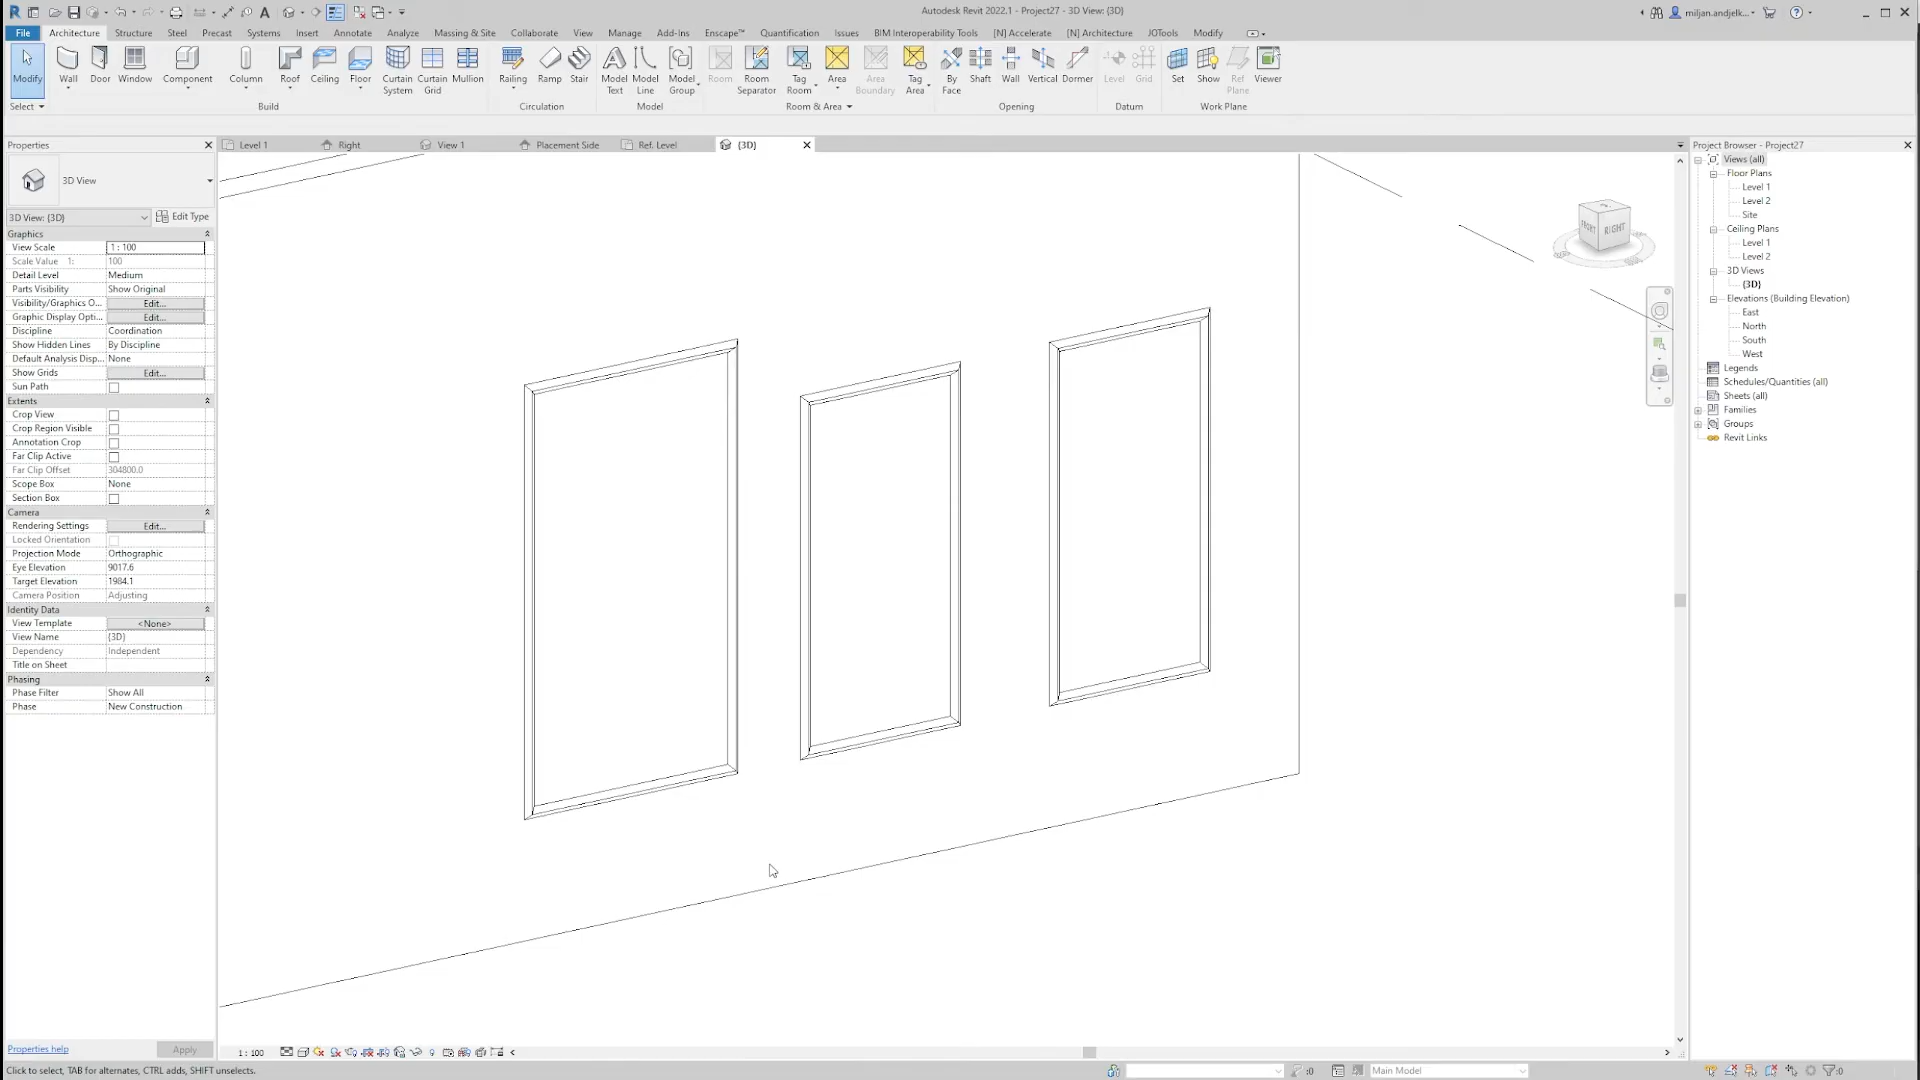 Autodesk Revit 2022.1 - Project27 - 3D View: {3D}
miljan.andjelk...
File Architecture Structure Steel Precast Systems Insert Annotate Analyze Massing & Site Collaborate View Manage Add-Ins Enscape™ Quantification Issues BIM Interoperability Tools [N] Accelerate [N] Architecture JOTools Modify
Modify Wall Door Window Component Column Roof Ceiling Floor Curtain System Curtain Grid Mullion Railing Ramp Stair Model Text Model Line Model Group Room Room Separator Tag Room Area Area Boundary Tag Area By Face Shaft Wall Vertical Dormer Level Grid Set Show Ref Plane Viewer
Select Build Circulation Model Room & Area Opening Datum Work Plane
Properties
Level 1 Right View 1 Placement Side Ref. Level {3D}
Project Browser - Project27
3D View
3D View: {3D} Edit Type
Graphics
View Scale 1 : 100
Scale Value 1: 100
Detail Level Medium
Parts Visibility Show Original
Visibility/Graphics O... Edit...
Graphic Display Opti... Edit...
Discipline Coordination
Show Hidden Lines By Discipline
Default Analysis Disp... None
Show Grids Edit...
Sun Path
Extents
Crop View
Crop Region Visible
Annotation Crop
Far Clip Active
Far Clip Offset 304800.0
Scope Box None
Section Box
Camera
Rendering Settings Edit...
Locked Orientation
Projection Mode Orthographic
Eye Elevation 9017.6
Target Elevation 1984.1
Camera Position Adjusting
Identity Data
View Template <None>
View Name {3D}
Dependency Independent
Title on Sheet
Phasing
Phase Filter Show All
Phase New Construction
Properties help Apply
FRONT RIGHT
Views (all)
Floor Plans
Level 1
Level 2
Site
Ceiling Plans
Level 1
Level 2
3D Views
{3D}
Elevations (Building Elevation)
East
North
South
West
Legends
Schedules/Quantities (all)
Sheets (all)
Families
Groups
Revit Links
1 : 100
Click to select, TAB for alternates, CTRL adds, SHIFT unselects.
:0 Main Model :0